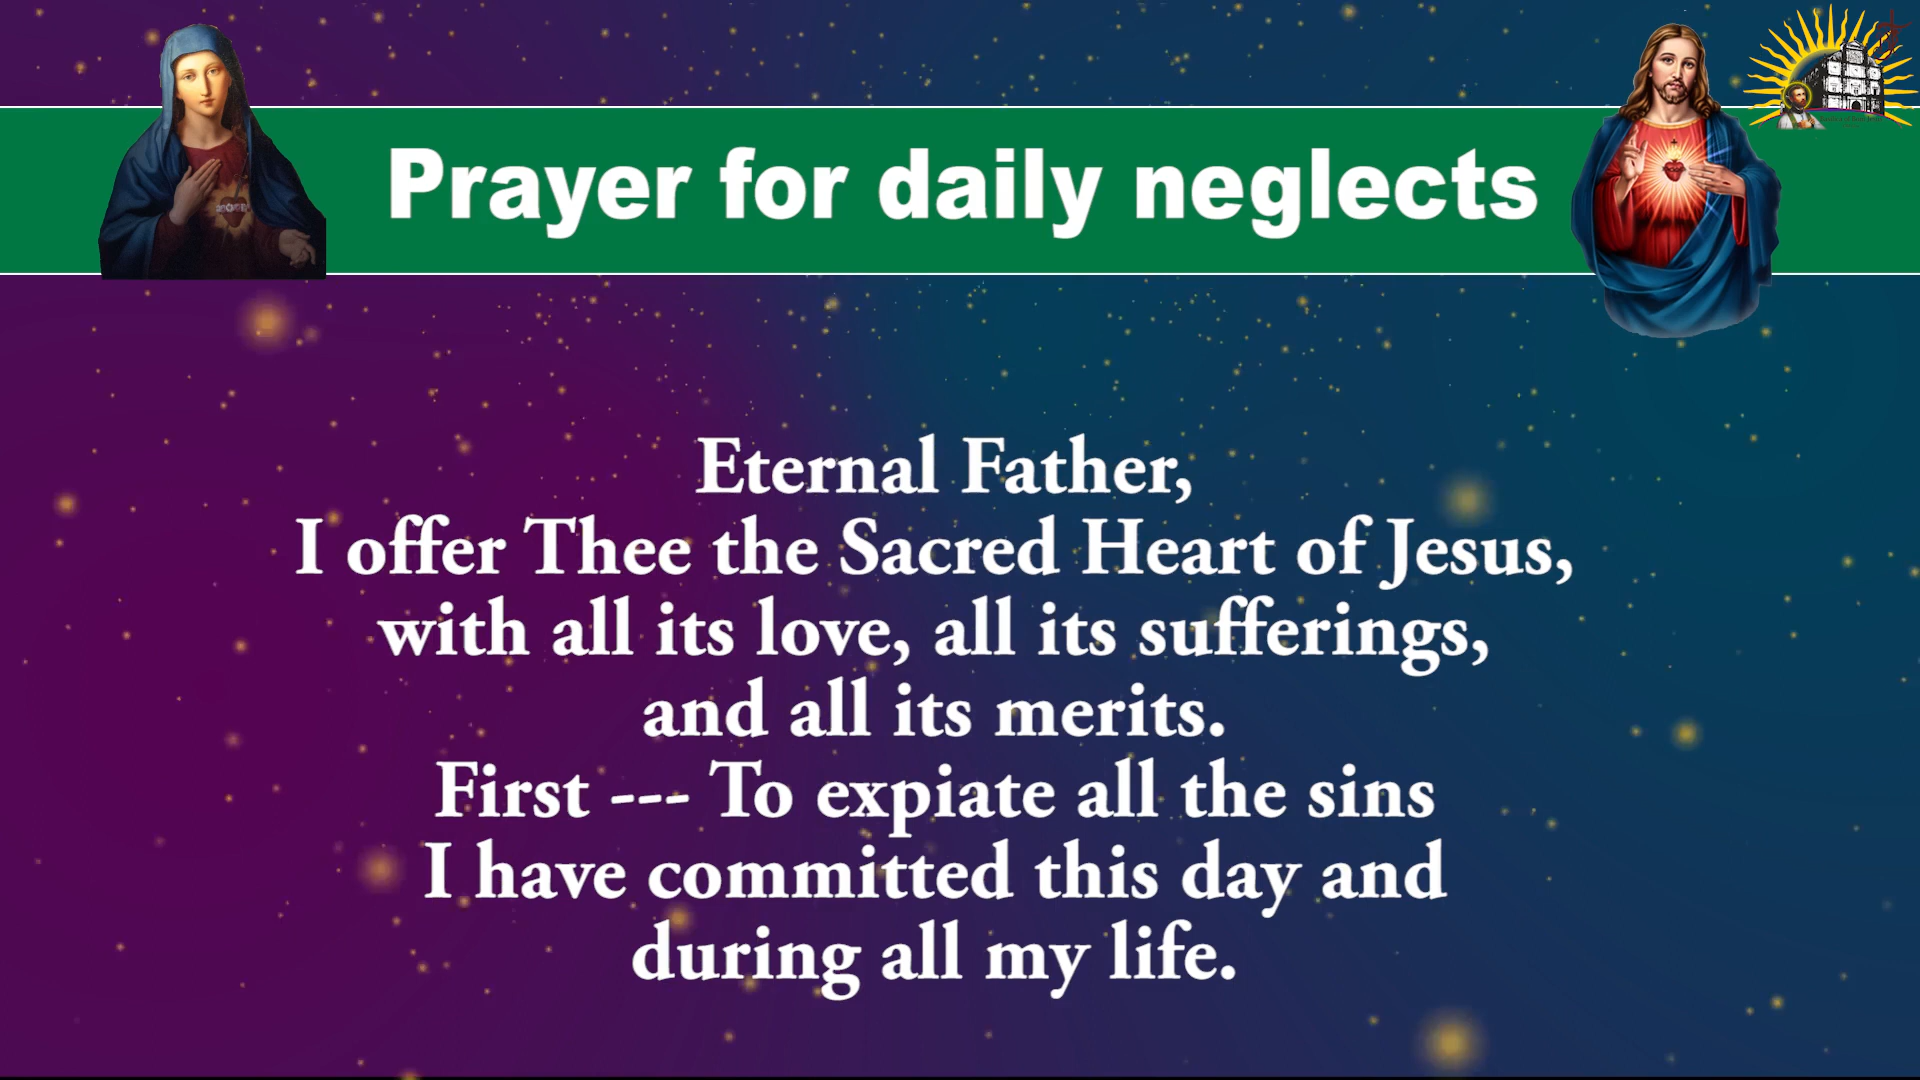 Prayer for daily neglects
Eternal Father,
I offer Thee the Sacred Heart of Jesus,
with all its love, all its sufferings,
and all its merits.
First --- To expiate all the sins
I have committed this day and
during all my life.